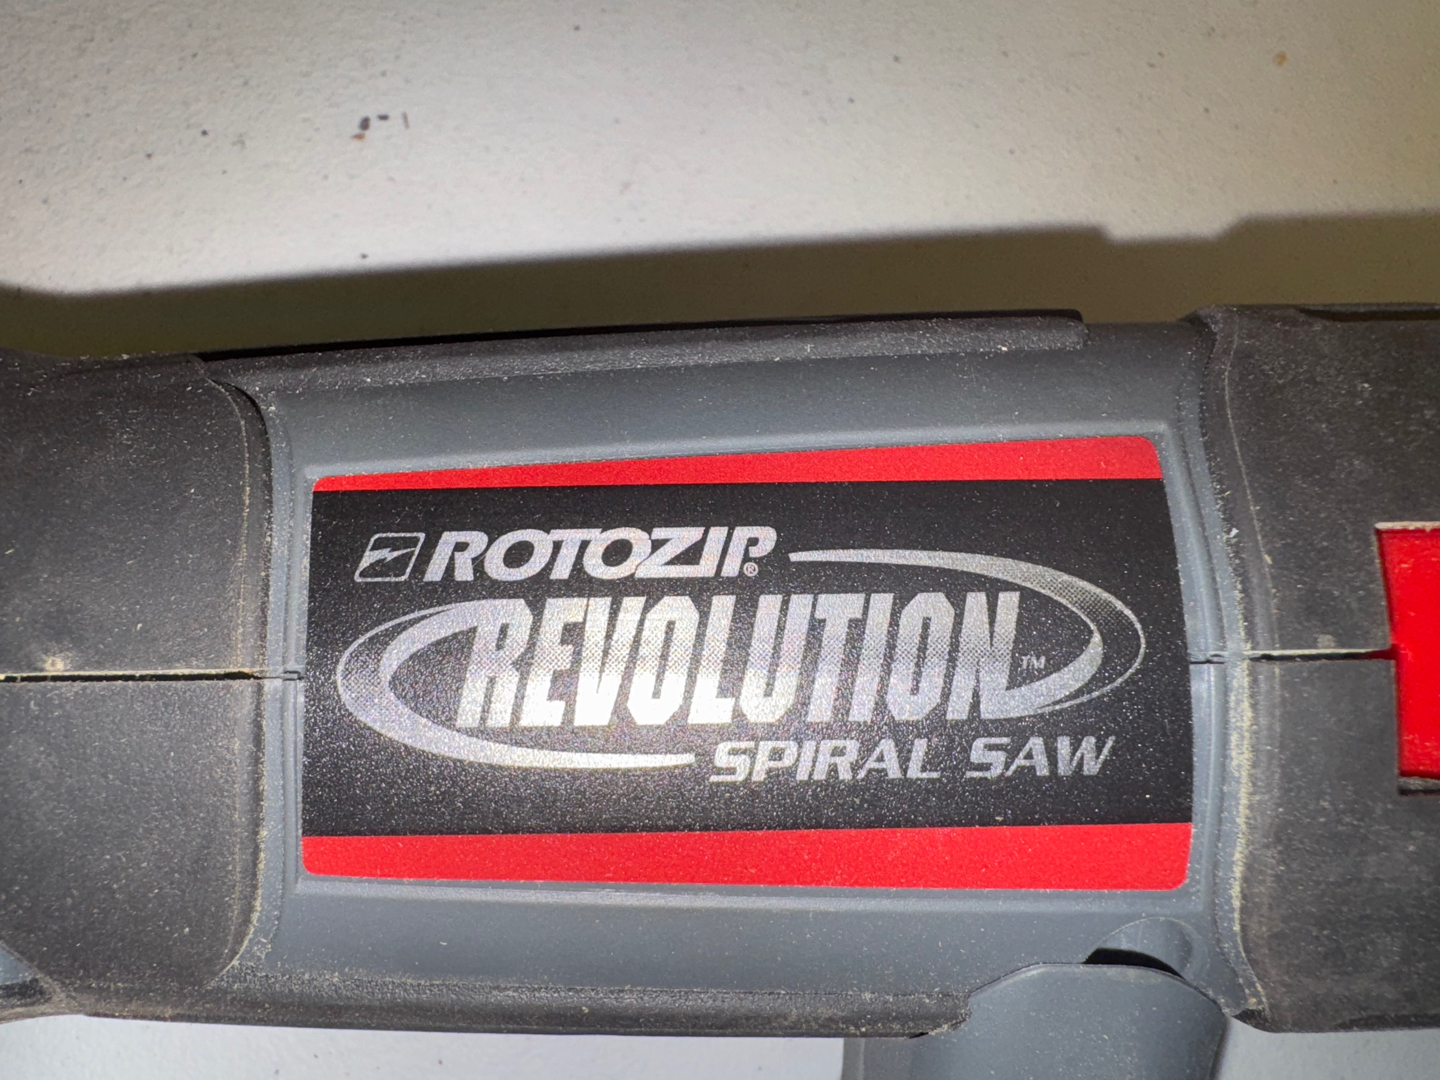 ROTOZIP®
REVOLUTION™
SPIRAL SAW